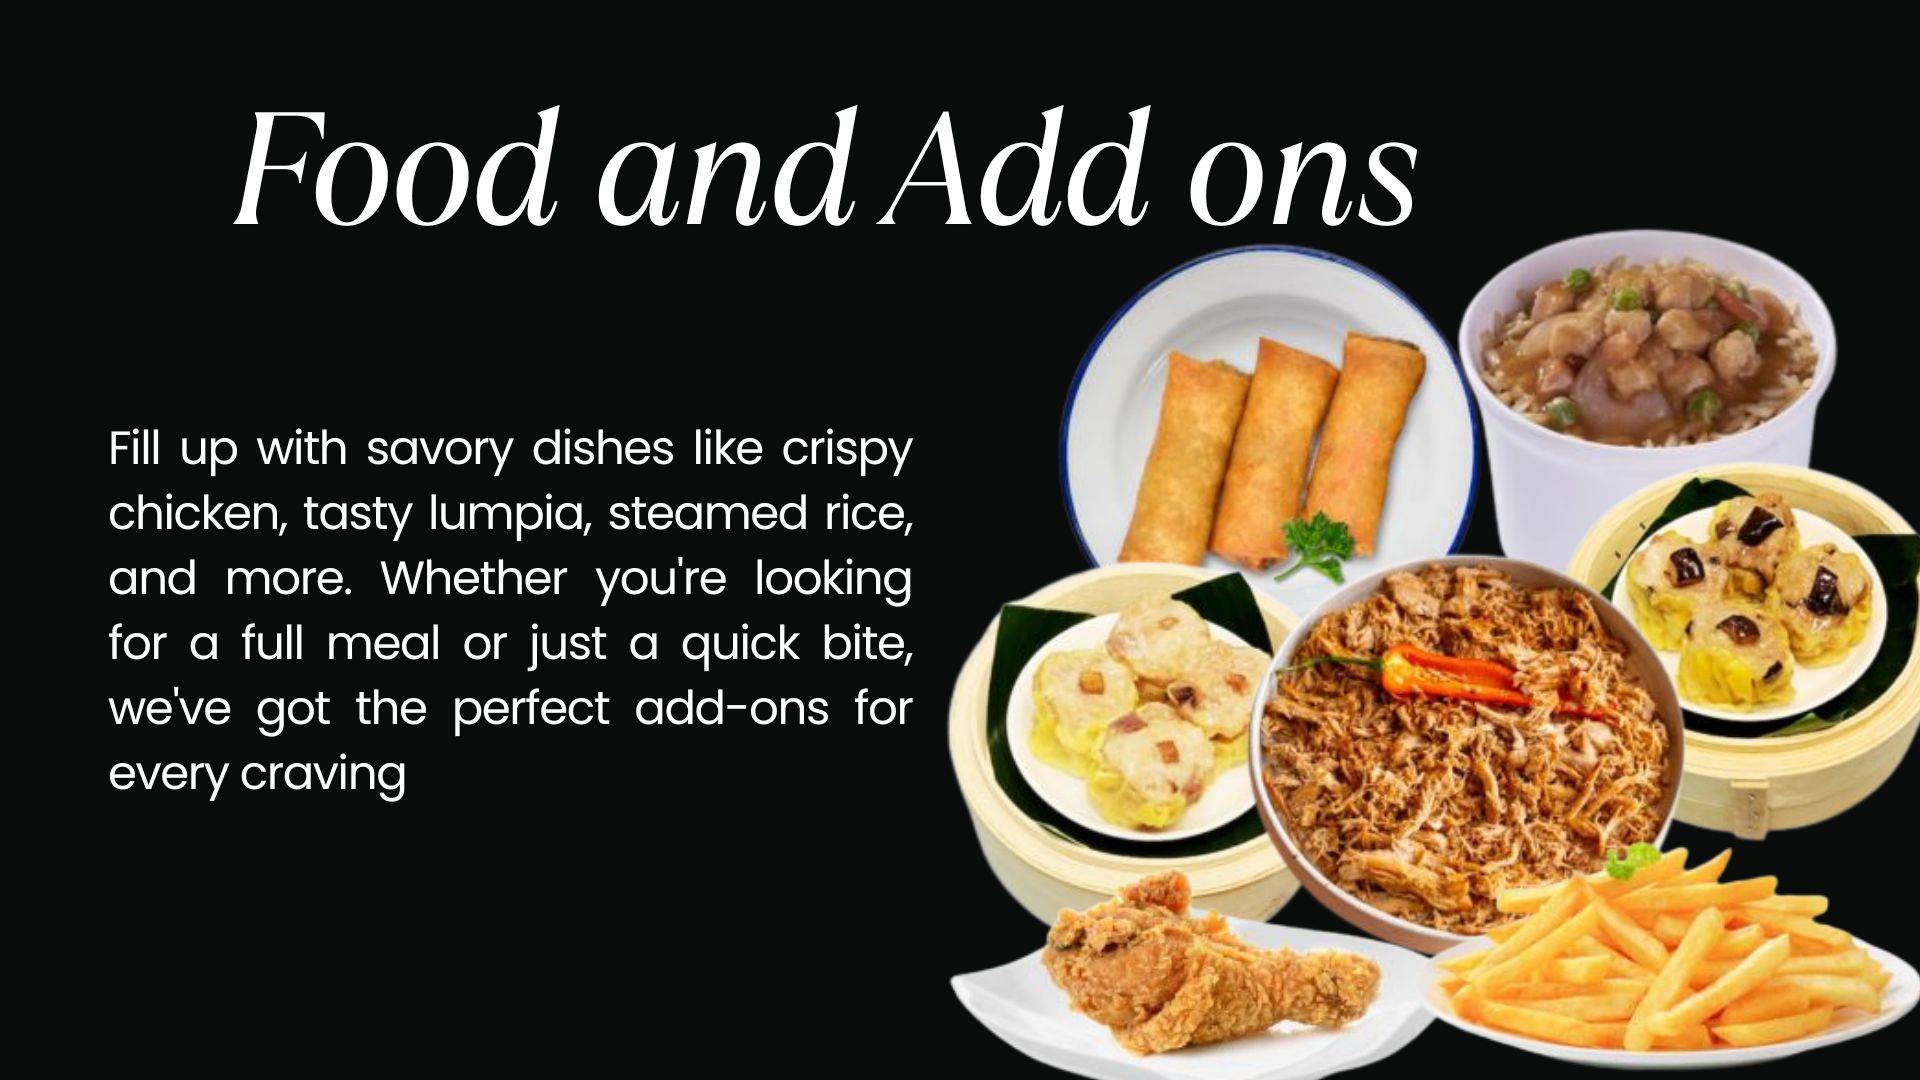 Food and Add ons
Fill up with savory dishes like crispy
chicken, tasty lumpia, steamed rice,
and more. Whether you're looking
for a full meal or just a quick bite,
we've got the perfect add-ons for
every craving